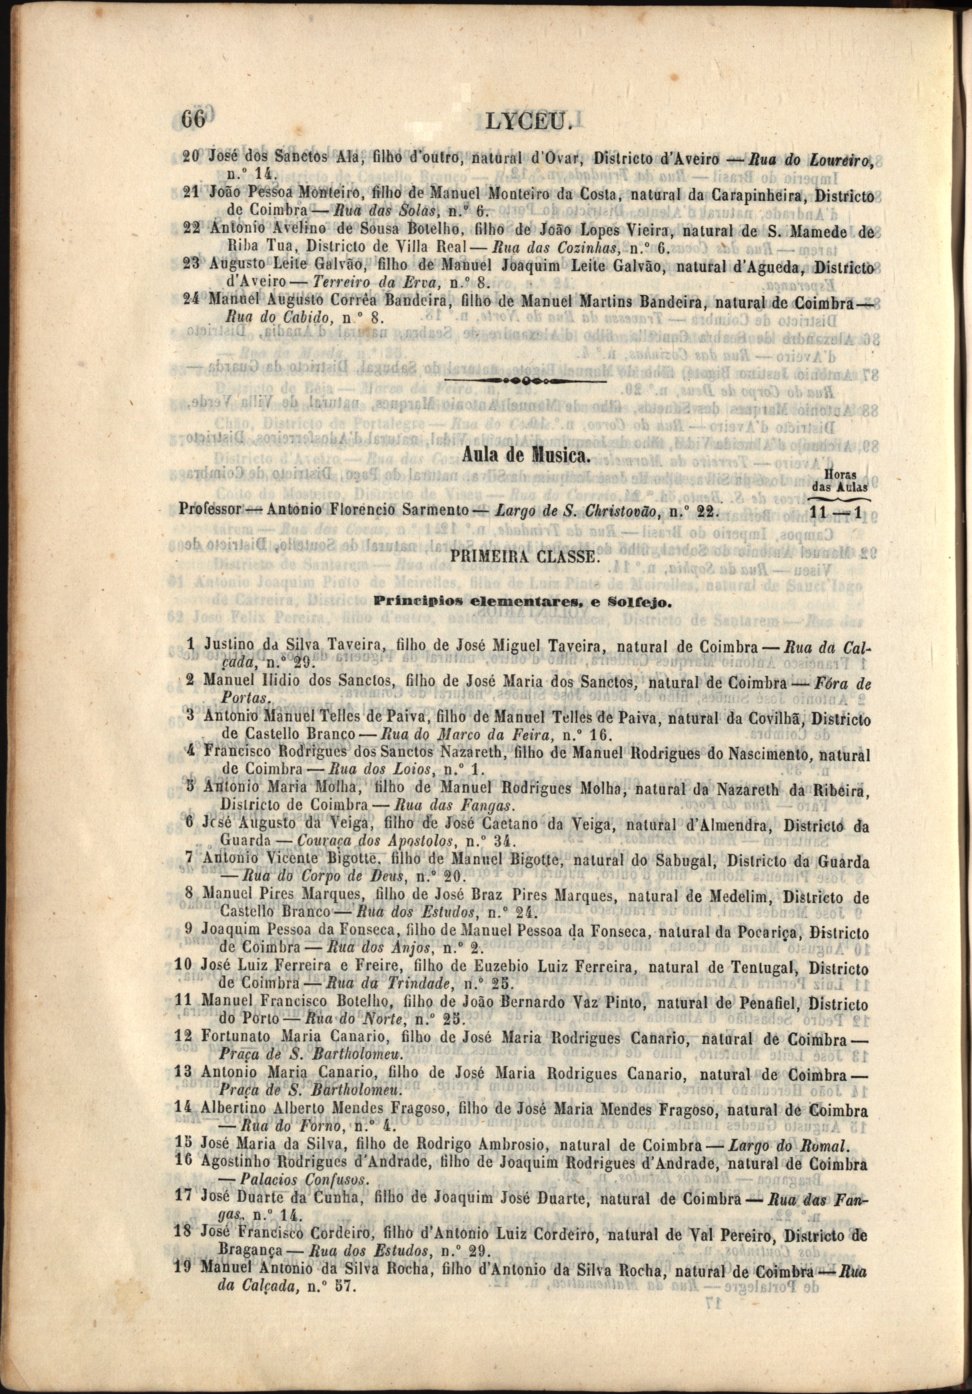 66
LYCEU.
20 José dos Sanctos Ala, filho d'outro, natural d'Ovar, Districto d'Aveiro — Rua do Loureiro,
n.º 14.
21 João Pessoa Monteiro, filho de Manuel Monteiro da Costa, natural da Carapinheira, Districto
de Coimbra — Rua das Solas, n.º 6.
22 Antonio Avelino de Sousa Botelho, filho de João Lopes Vieira, natural de S. Mamede de
Riba Tua, Districto de Villa Real — Rua das Cozinhas, n.º 6.
23 Augusto Leite Galvão, filho de Manuel Joaquim Leite Galvão, natural d'Agueda, Districto
d'Aveiro — Terreiro da Erva, n.º 8.
24 Manuel Augusto Corrêa Bandeira, filho de Manuel Martins Bandeira, natural de Coimbra —
Rua do Cabido, n.º 8.
Aula de Musica.
Horas
das Aulas
Professor — Antonio Florencio Sarmento — Largo de S. Christovão, n.º 22. 11 — 1
PRIMEIRA CLASSE.
Principios elementares, e Solfejo.
1 Justino da Silva Taveira, filho de José Miguel Taveira, natural de Coimbra — Rua da Cal-
çada, n.º 29.
2 Manuel Ilidio dos Sanctos, filho de José Maria dos Sanctos, natural de Coimbra — Fóra de
Portas.
3 Antonio Manuel Telles de Paiva, filho de Manuel Telles de Paiva, natural da Covilhã, Districto
de Castello Branco — Rua do Marco da Feira, n.º 16.
4 Francisco Rodrigues dos Sanctos Nazareth, filho de Manuel Rodrigues do Nascimento, natural
de Coimbra — Rua dos Loios, n.º 1.
5 Antonio Maria Molha, filho de Manuel Rodrigues Molha, natural da Nazareth da Ribeira,
Districto de Coimbra — Rua das Fangas.
6 José Augusto da Veiga, filho de José Caetano da Veiga, natural d'Almendra, Districto da
Guarda — Couraça dos Apostolos, n.º 34.
7 Antonio Vicente Bigotte, filho de Manuel Bigotte, natural do Sabugal, Districto da Guarda
— Rua do Corpo de Deus, n.º 20.
8 Manuel Pires Marques, filho de José Braz Pires Marques, natural de Medelim, Districto de
Castello Branco — Rua dos Estudos, n.º 24.
9 Joaquim Pessoa da Fonseca, filho de Manuel Pessoa da Fonseca, natural da Pocariça, Districto
de Coimbra — Rua dos Anjos, n.º 2.
10 José Luiz Ferreira e Freire, filho de Euzebio Luiz Ferreira, natural de Tentugal, Districto
de Coimbra — Rua da Trindade, n.º 25.
11 Manuel Francisco Botelho, filho de João Bernardo Vaz Pinto, natural de Penafiel, Districto
do Porto — Rua do Norte, n.º 25.
12 Fortunato Maria Canario, filho de José Maria Rodrigues Canario, natural de Coimbra —
Praça de S. Bartholomeu.
13 Antonio Maria Canario, filho de José Maria Rodrigues Canario, natural de Coimbra —
Praça de S. Bartholomeu.
14 Albertino Alberto Mendes Fragoso, filho de José Maria Mendes Fragoso, natural de Coimbra
— Rua do Forno, n.º 4.
15 José Maria da Silva, filho de Rodrigo Ambrosio, natural de Coimbra — Largo do Romal.
16 Agostinho Rodrigues d'Andrade, filho de Joaquim Rodrigues d'Andrade, natural de Coimbra
— Palacios Confusos.
17 José Duarte da Cunha, filho de Joaquim José Duarte, natural de Coimbra — Rua das Fan-
gas, n.º 14.
18 José Francisco Cordeiro, filho d'Antonio Luiz Cordeiro, natural de Val Pereiro, Districto de
Bragança — Rua dos Estudos, n.º 29.
19 Manuel Antonio da Silva Rocha, filho d'Antonio da Silva Rocha, natural de Coimbra — Rua
da Calçada, n.º 57.